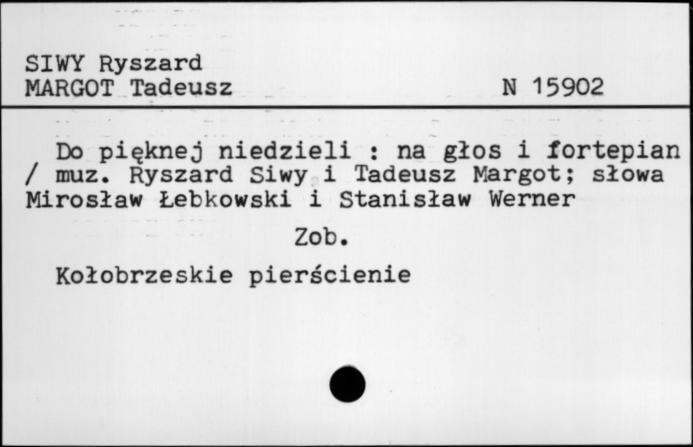 SIWY Ryszard
MARGOT Tadeusz N 15902
Do pięknej niedzieli : na głos i fortepian
/ muz. Ryszard Siwy i Tadeusz Margot; słowa
Mirosław Łebkowski i Stanisław Werner
Zob.
Kołobrzeskie pierścienie